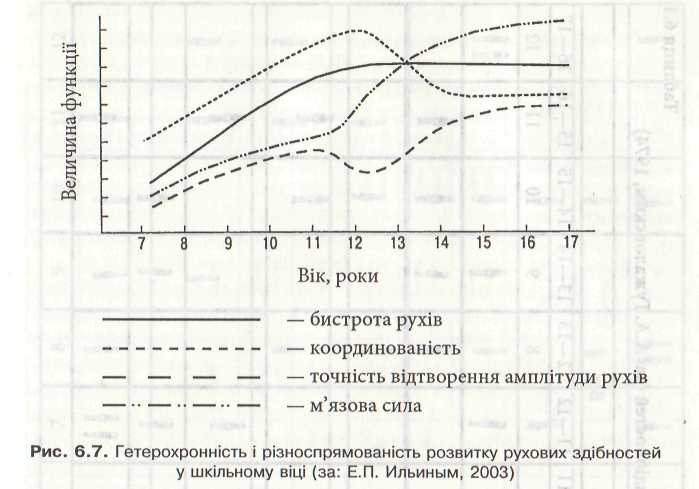 Величина функції
7 8 9 10 11 12 13 14 15 16 17
Вік, роки
— бистрота рухів
— координованість
— точність відтворення амплітуди рухів
— м’язова сила
Рис. 6.7. Гетерохронність і різноспрямованість розвитку рухових здібностей
у шкільному віці (за: Е.П. Ильиным, 2003)